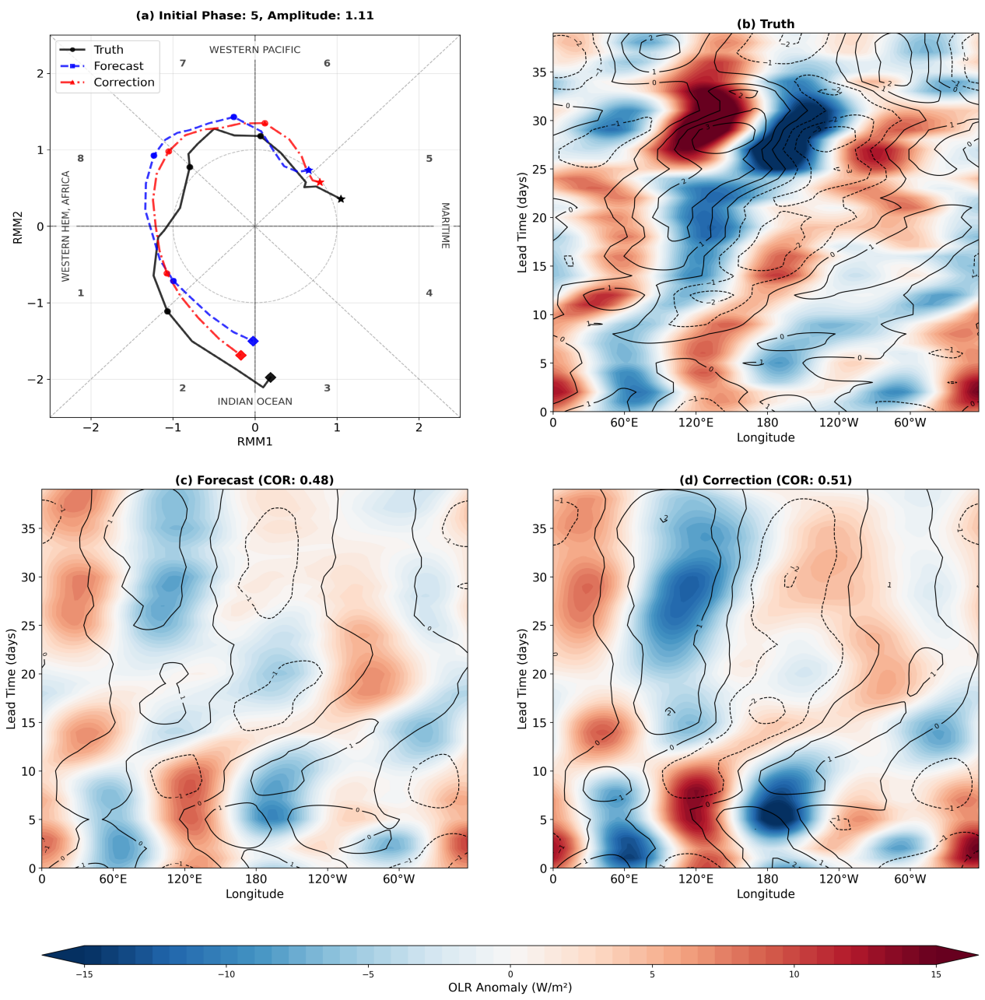 (a) Initial Phase: 5, Amplitude: 1.11
Truth
Forecast
Correction
WESTERN PACIFIC
7
6
8
5
1
4
2
3
WESTERN HEM, AFRICA
MARITIME
INDIAN OCEAN
2
1
0
−1
−2
RMM2
−2
−1
0
1
2
RMM1
(b) Truth
35
30
25
20
15
10
5
0
Lead Time (days)
0
60°E
120°E
180
120°W
60°W
Longitude
(c) Forecast (COR: 0.48)
35
30
25
20
15
10
5
0
Lead Time (days)
0
60°E
120°E
180
120°W
60°W
Longitude
(d) Correction (COR: 0.51)
35
30
25
20
15
10
5
0
Lead Time (days)
0
60°E
120°E
180
120°W
60°W
Longitude
−15
−10
−5
0
5
10
15
OLR Anomaly (W/m²)